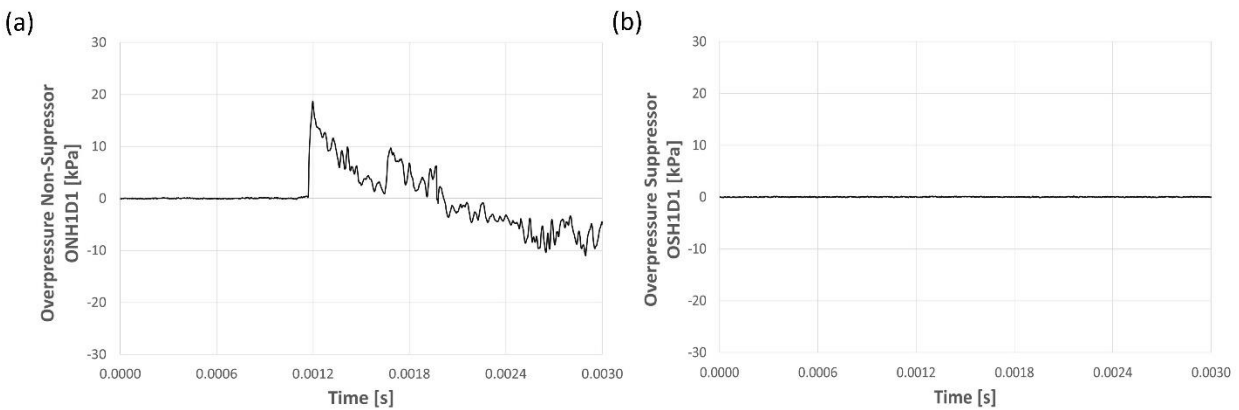 (a)
30
20
10
0
-10
-20
-30
Overpressure Non-Supressor
ONH1D1 [kPa]
0.0000 0.0006 0.0012 0.0018 0.0024 0.0030
Time [s]
(b)
30
20
10
0
-10
-20
-30
Overpressure Suppressor
OSH1D1 [kPa]
0.0000 0.0006 0.0012 0.0018 0.0024 0.0030
Time [s]